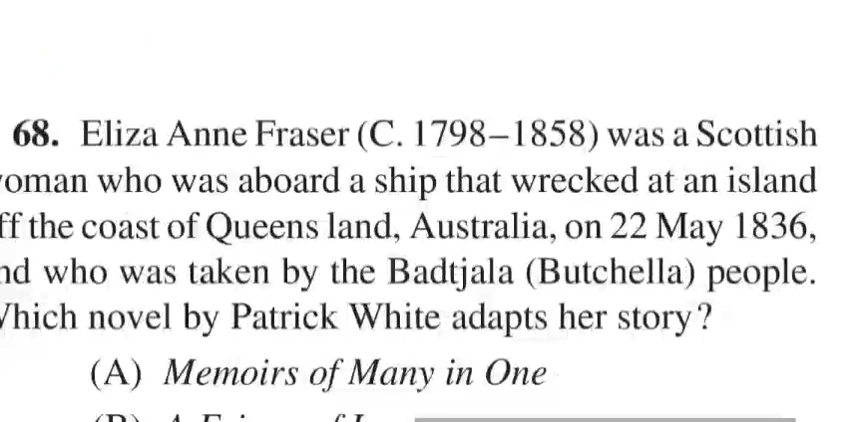 68. Eliza Anne Fraser (C. 1798–1858) was a Scottish
oman who was aboard a ship that wrecked at an island
ff the coast of Queens land, Australia, on 22 May 1836,
nd who was taken by the Badtjala (Butchella) people.
Which novel by Patrick White adapts her story?
(A) Memoirs of Many in One